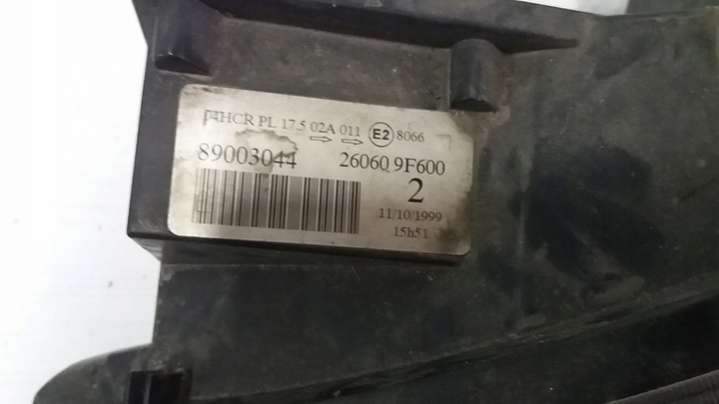 HCR PL 17.5 02A 011 E2 8066
89003044 26060 9F600
2
11/10/1999
15h51